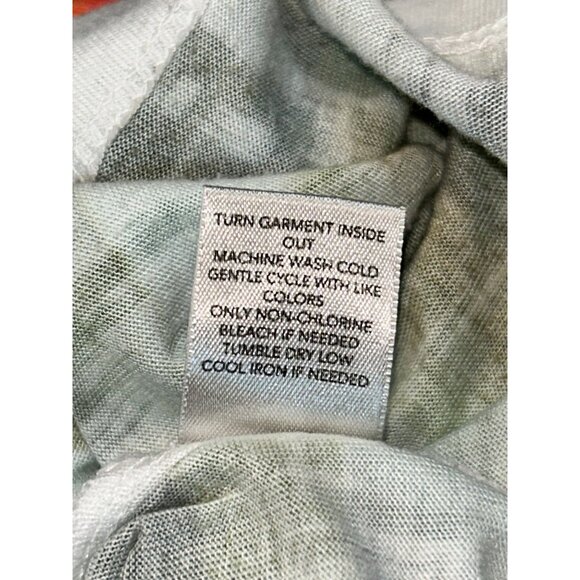 TURN GARMENT INSIDE
OUT
MACHINE WASH COLD
GENTLE CYCLE WITH LIKE
COLORS
ONLY NON-CHLORINE
BLEACH IF NEEDED
TUMBLE DRY LOW
COOL IRON IF NEEDED